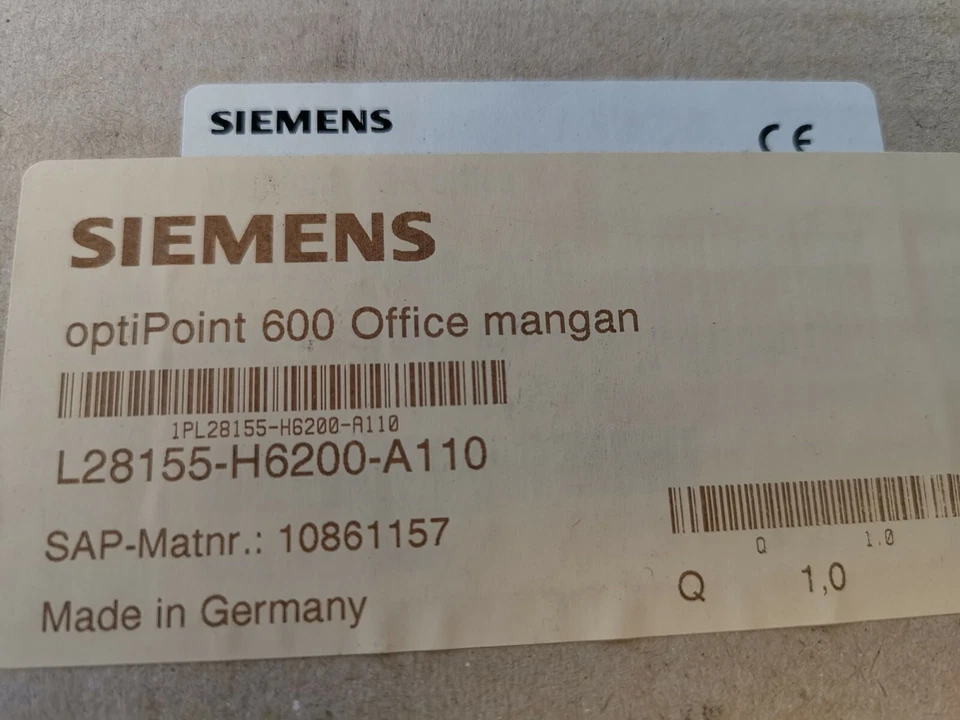 SIEMENS
CE
SIEMENS
optiPoint 600 Office mangan
1PL28155-H6200-A110
L28155-H6200-A110
SAP-Matnr.: 10861157
Q 1.0
Q 1,0
Made in Germany